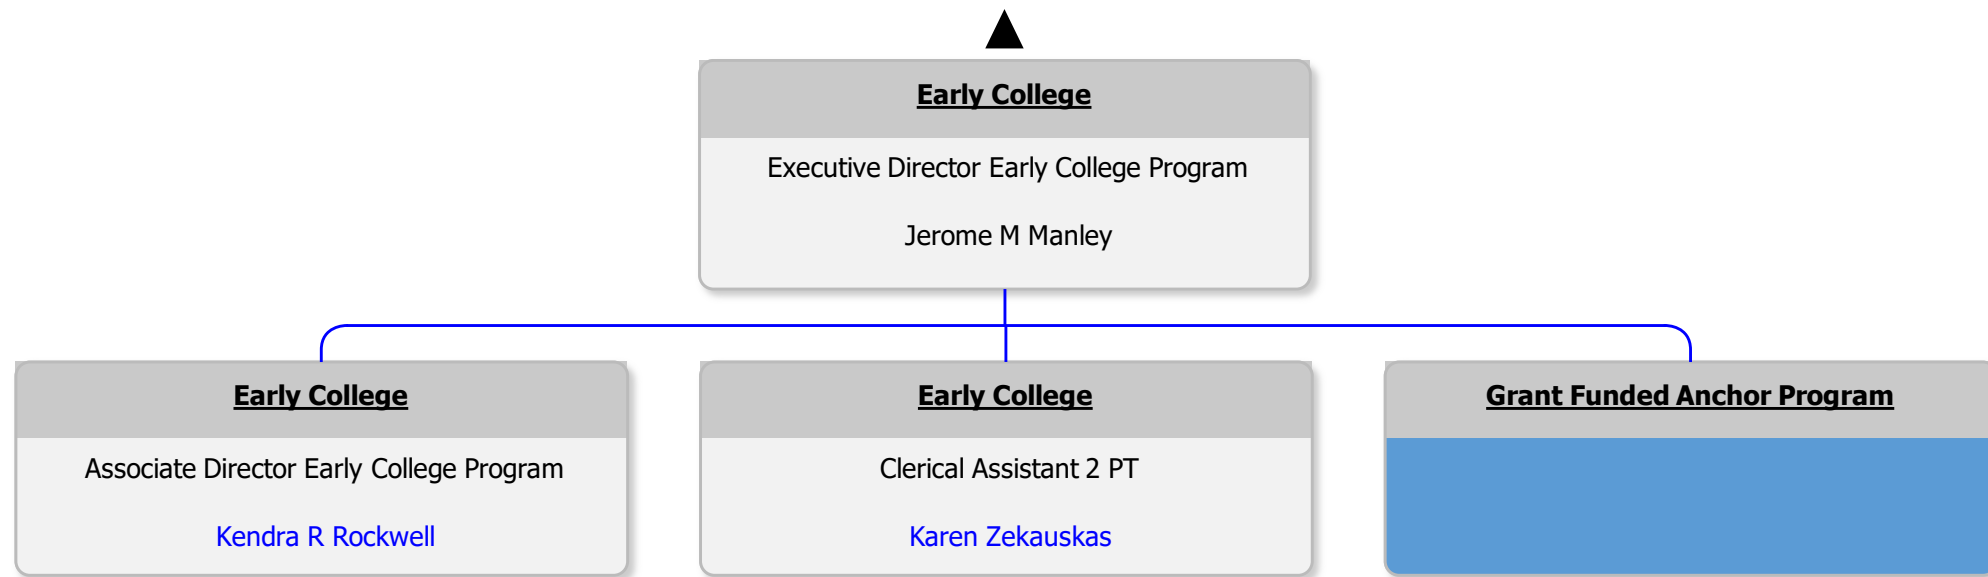 Early College
Executive Director Early College Program
Jerome M Manley
Early College
Associate Director Early College Program
Kendra R Rockwell
Early College
Clerical Assistant 2 PT
Karen Zekauskas
Grant Funded Anchor Program